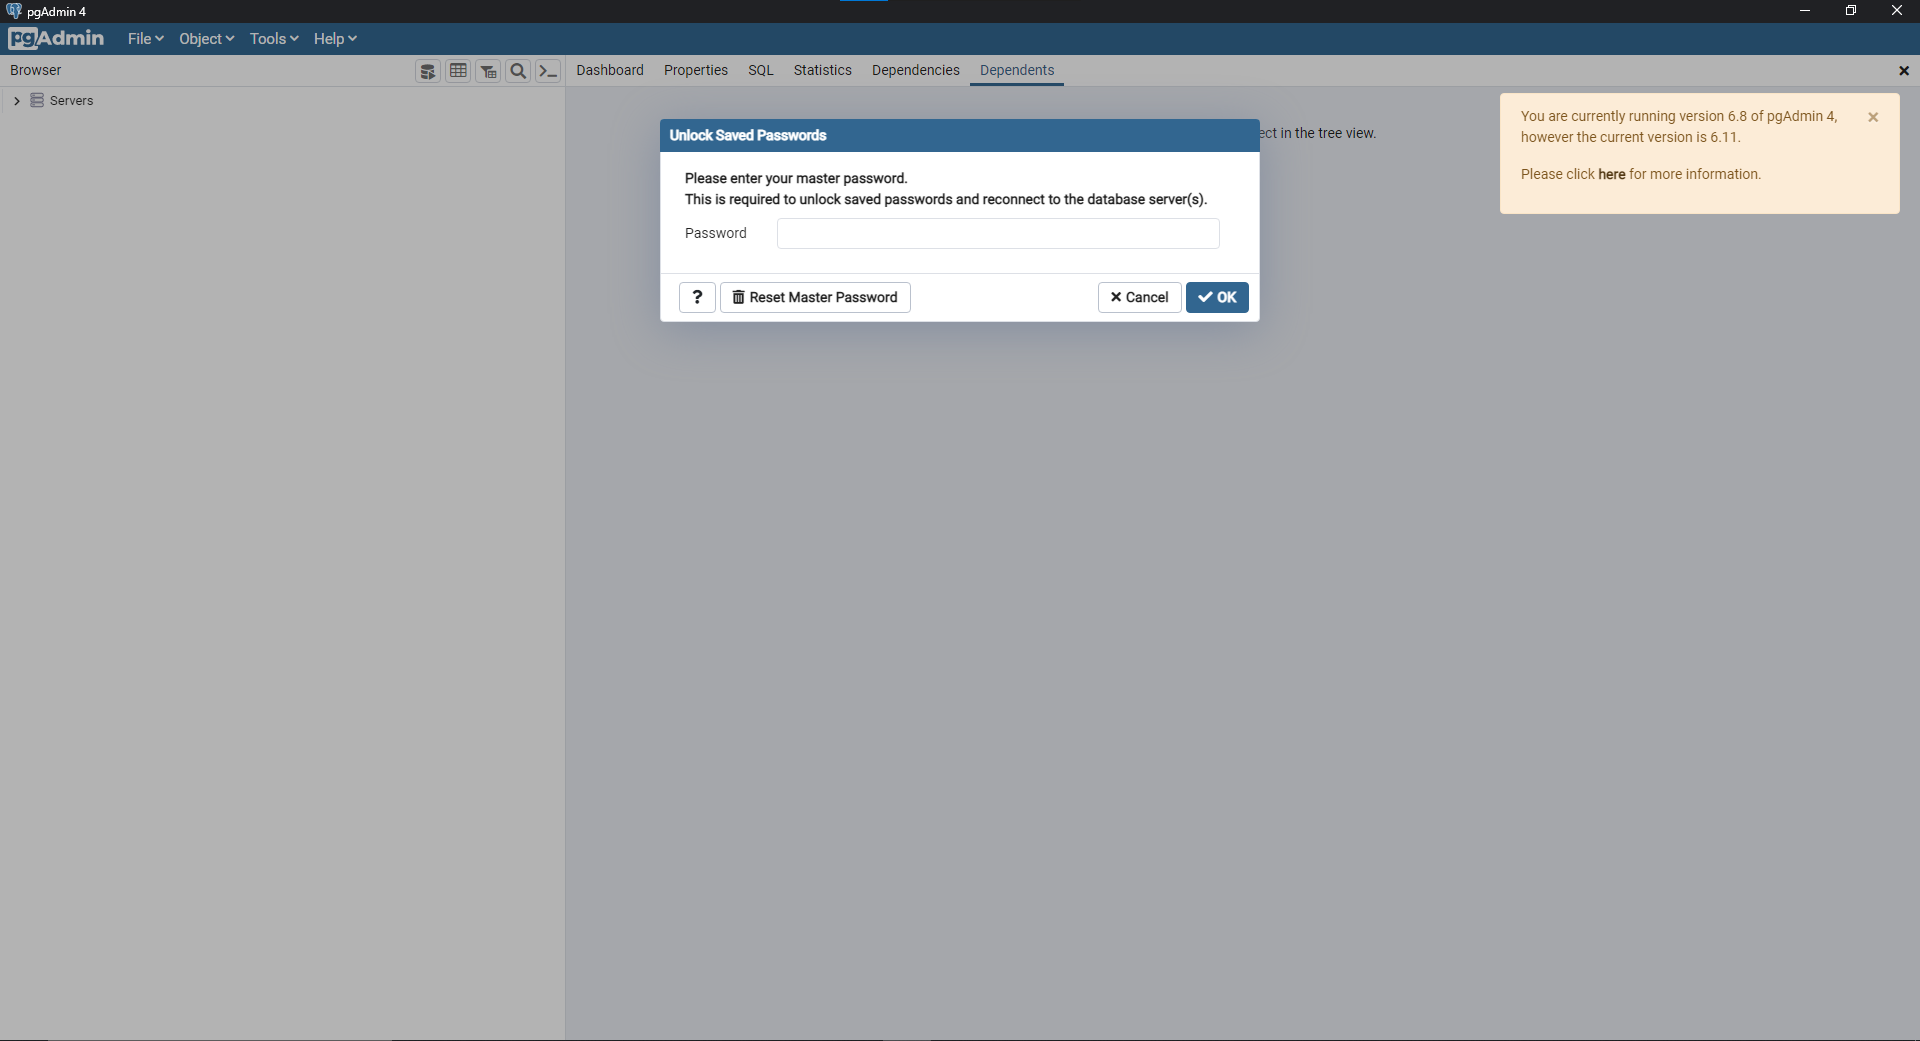 pgAdmin 4
pgAdmin File Object Tools Help
Browser
Dashboard Properties SQL Statistics Dependencies Dependents
Servers
ect in the tree view.
Unlock Saved Passwords
Please enter your master password.
This is required to unlock saved passwords and reconnect to the database server(s).
Password
? Reset Master Password Cancel OK
You are currently running version 6.8 of pgAdmin 4,
however the current version is 6.11.
Please click here for more information.